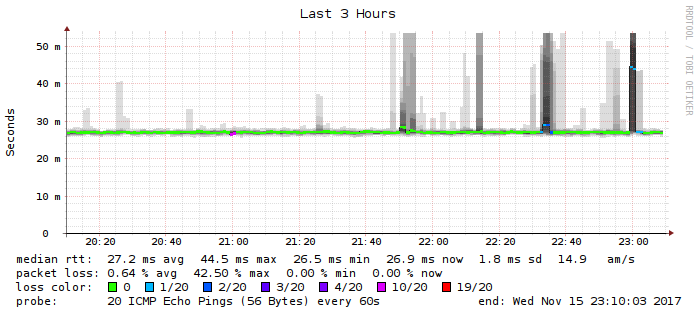 Last 3 Hours
RRDTOOL / TOBI OETIKER
Seconds
50 m
40 m
30 m
20 m
10 m
0
20:20 20:40 21:00 21:20 21:40 22:00 22:20 22:40 23:00
median rtt: 27.2 ms avg 44.5 ms max 26.5 ms min 26.9 ms now 1.8 ms sd 14.9 am/s
packet loss: 0.64 % avg 42.50 % max 0.00 % min 0.00 % now
loss color: 0 1/20 2/20 3/20 4/20 10/20 19/20
probe: 20 ICMP Echo Pings (56 Bytes) every 60s end: Wed Nov 15 23:10:03 2017